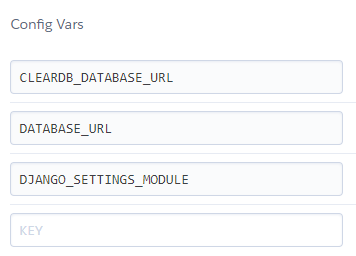 Config Vars
CLEARDB_DATABASE_URL
DATABASE_URL
DJANGO_SETTINGS_MODULE
KEY